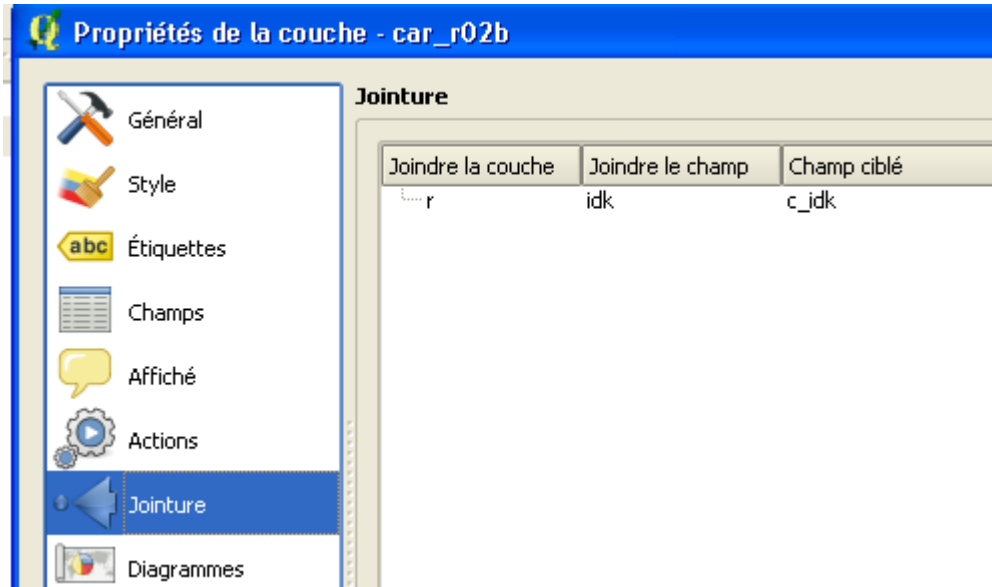 Propriétés de la couche - car_r02b
Général
Style
abc Étiquettes
Champs
Affiché
Actions
Jointure
Diagrammes
Jointure
Joindre la couche Joindre le champ Champ ciblé
r idk c_idk